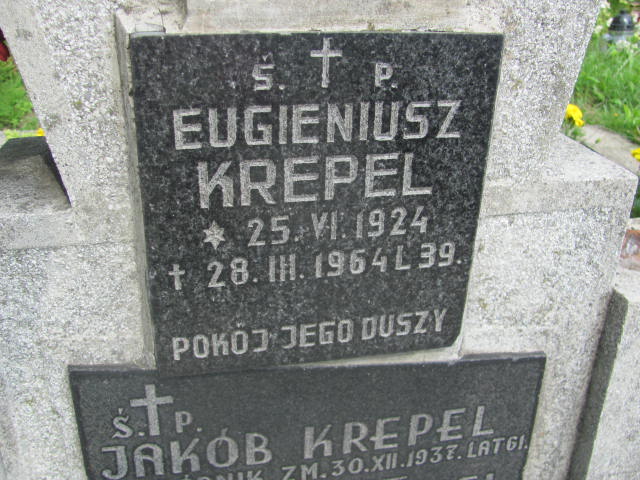 Ś. † P.
EUGENIUSZ
KREPEL
* 25. VI. 1924
† 28. III. 1964 L 39.
POKÓJ JEGO DUSZY
Ś. † P.
JAKÓB KREPEL
ZM. 30. XII. 1937. LAT 61.